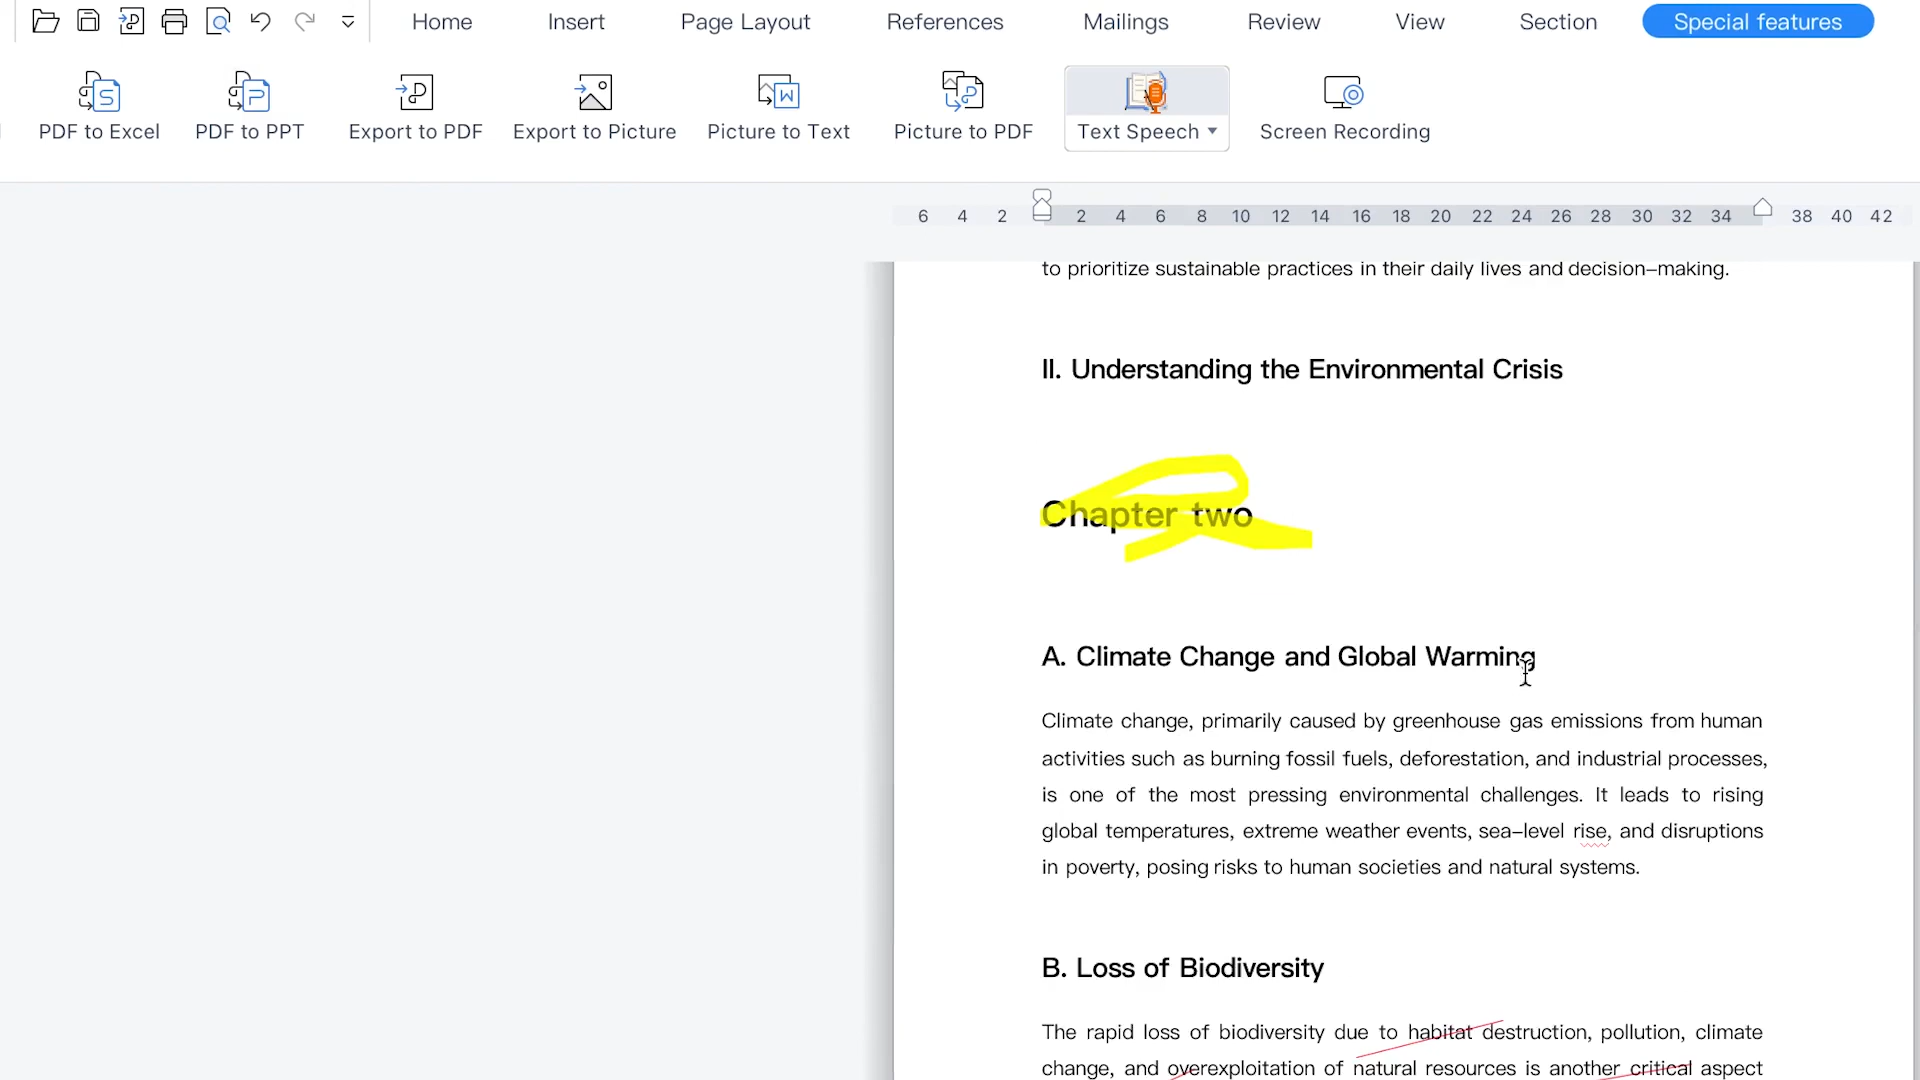 Home Insert Page Layout References Mailings Review View Section Special features
PDF to Excel PDF to PPT Export to PDF Export to Picture Picture to Text Picture to PDF Text Speech Screen Recording
6 4 2 2 4 6 8 10 12 14 16 18 20 22 24 26 28 30 32 34 38 40 42
to prioritize sustainable practices in their daily lives and decision–making.
II. Understanding the Environmental Crisis
Chapter two
A. Climate Change and Global Warming
Climate change, primarily caused by greenhouse gas emissions from human
activities such as burning fossil fuels, deforestation, and industrial processes,
is one of the most pressing environmental challenges. It leads to rising
global temperatures, extreme weather events, sea–level rise, and disruptions
in poverty, posing risks to human societies and natural systems.
B. Loss of Biodiversity
The rapid loss of biodiversity due to habitat destruction, pollution, climate
change, and overexploitation of natural resources is another critical aspect